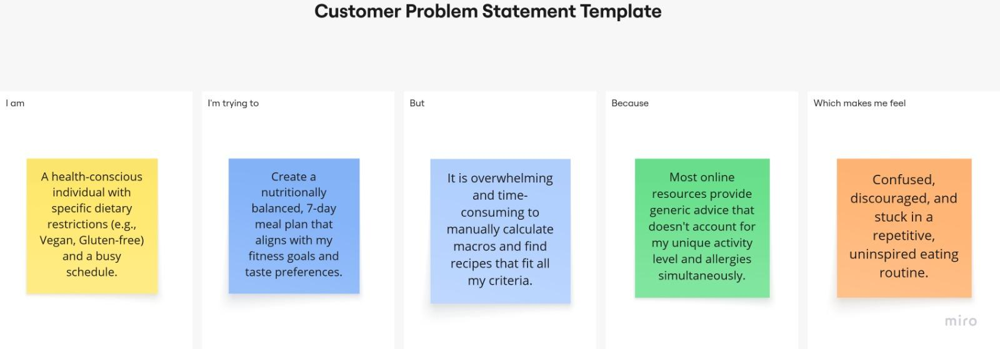 Customer Problem Statement Template
I am
A health-conscious
individual with
specific dietary
restrictions (e.g.,
Vegan, Gluten-free)
and a busy
schedule.
I'm trying to
Create a
nutritionally
balanced, 7-day
meal plan that
aligns with my
fitness goals and
taste preferences.
But
It is overwhelming
and time-
consuming to
manually calculate
macros and find
recipes that fit all
my criteria.
Because
Most online
resources provide
generic advice that
doesn't account for
my unique activity
level and allergies
simultaneously.
Which makes me feel
Confused,
discouraged, and
stuck in a
repetitive,
uninspired eating
routine.
miro